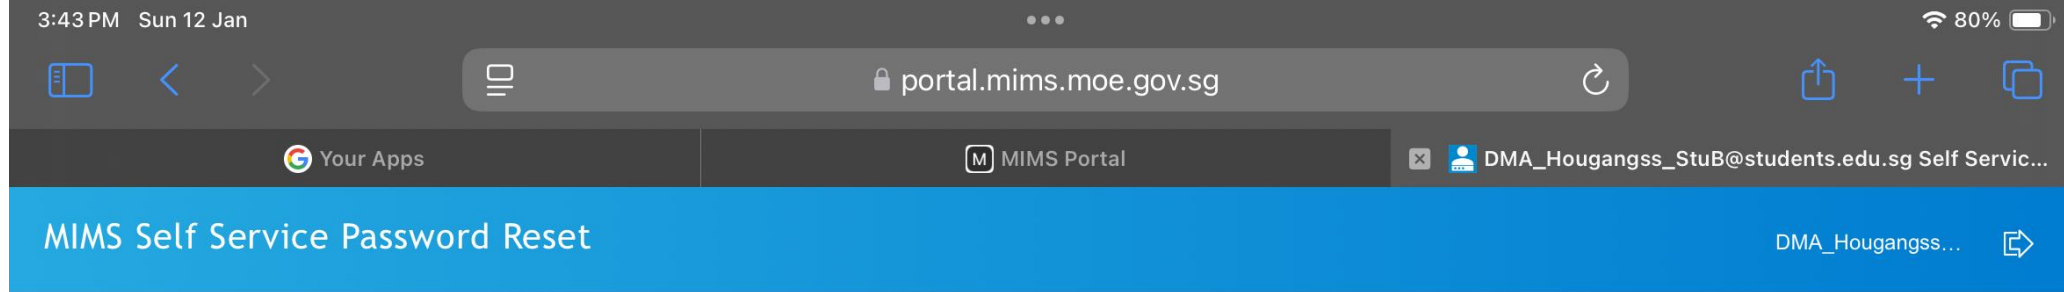 3:43 PM Sun 12 Jan 80%
portal.mims.moe.gov.sg
Your Apps MIMS Portal DMA_Hougangss_StuB@students.edu.sg Self Servic...
MIMS Self Service Password Reset DMA_Hougangss...